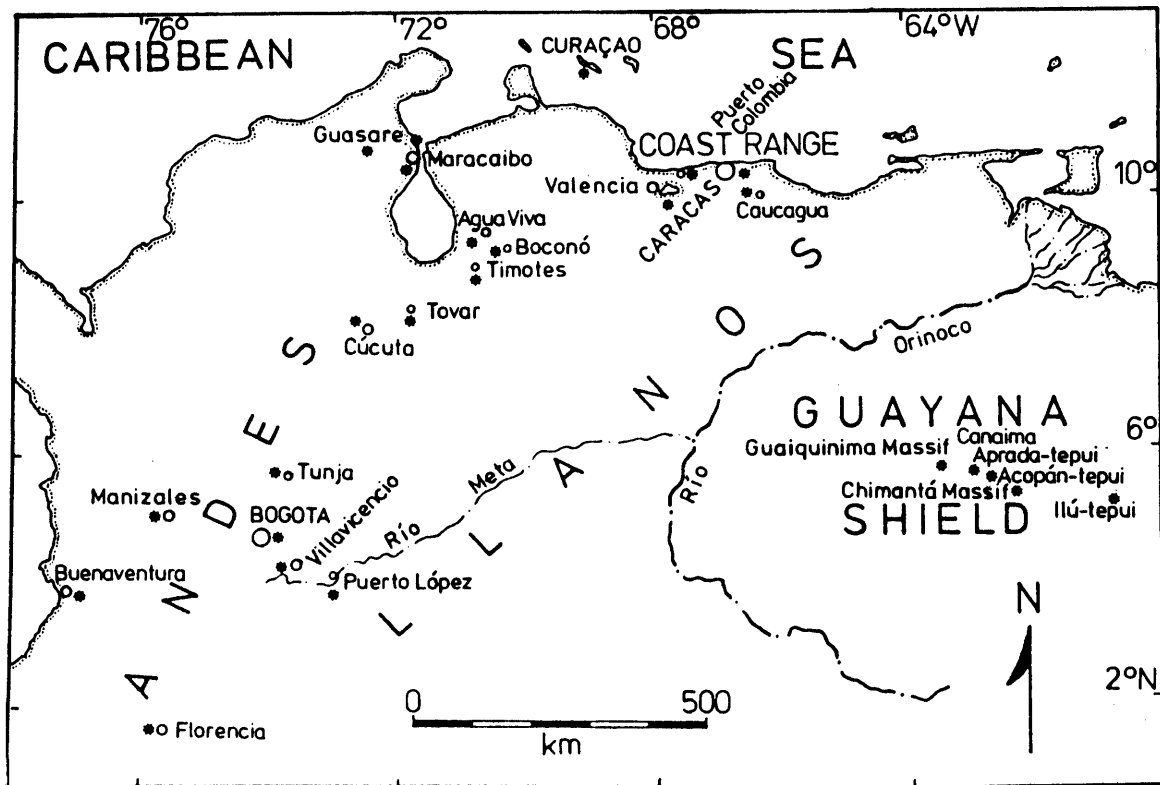 76°
72°
68°
64°W
CARIBBEAN
SEA
CURAÇAO
Puerto
Colombia
Guasare
Maracaibo
COAST RANGE
10°
Valencia
CARACAS
Caucagua
Agua Viva
Boconó
Timotes
Tovar
Cúcuta
LLANOS
Orinoco
Río
GUAYANA
SHIELD
6°
Guaiquinima Massif
Canaima
Aprada-tepui
Acopán-tepui
Chimantá Massif
Ilú-tepui
ANDES
Tunja
Manizales
BOGOTA
Villavicencio
Río
Meta
Buenaventura
Puerto López
N
Florencia
0
500
km
2°N